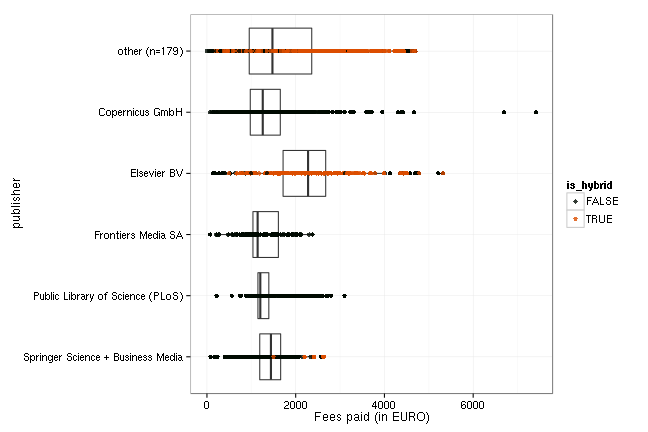 other (n=179)
Copernicus GmbH
Elsevier BV
Frontiers Media SA
Public Library of Science (PLoS)
Springer Science + Business Media
publisher
0 2000 4000 6000
Fees paid (in EURO)
is_hybrid
FALSE
TRUE